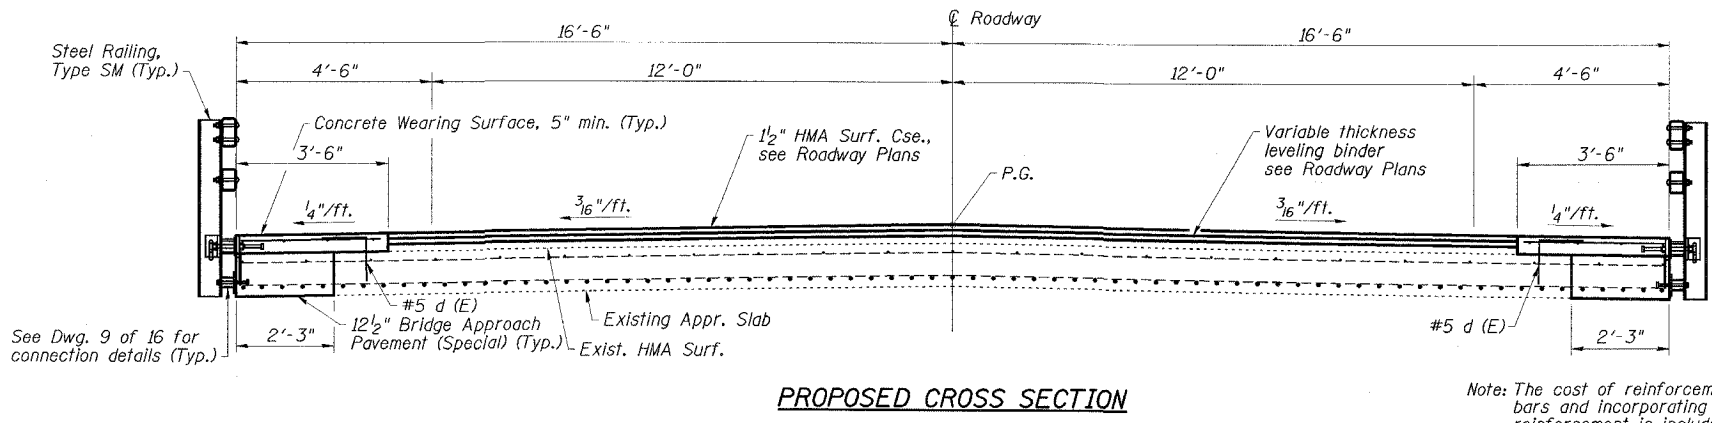 ℄ Roadway
16'-6"
16'-6"
Steel Railing,
Type SM (Typ.)
4'-6"
12'-0"
12'-0"
4'-6"
Concrete Wearing Surface, 5" min. (Typ.)
3'-6"
1½" HMA Surf. Cse.,
see Roadway Plans
Variable thickness
leveling binder
see Roadway Plans
3'-6"
P.G.
¼"/ft.
3/16"/ft.
3/16"/ft.
¼"/ft.
#5 d (E)
12½" Bridge Approach
Pavement (Special) (Typ.)
Existing Appr. Slab
Exist. HMA Surf.
#5 d (E)
See Dwg. 9 of 16 for
connection details (Typ.)
2'-3"
2'-3"
PROPOSED CROSS SECTION
Note: The cost of reinforcem
bars and incorporating
reinforcement is include